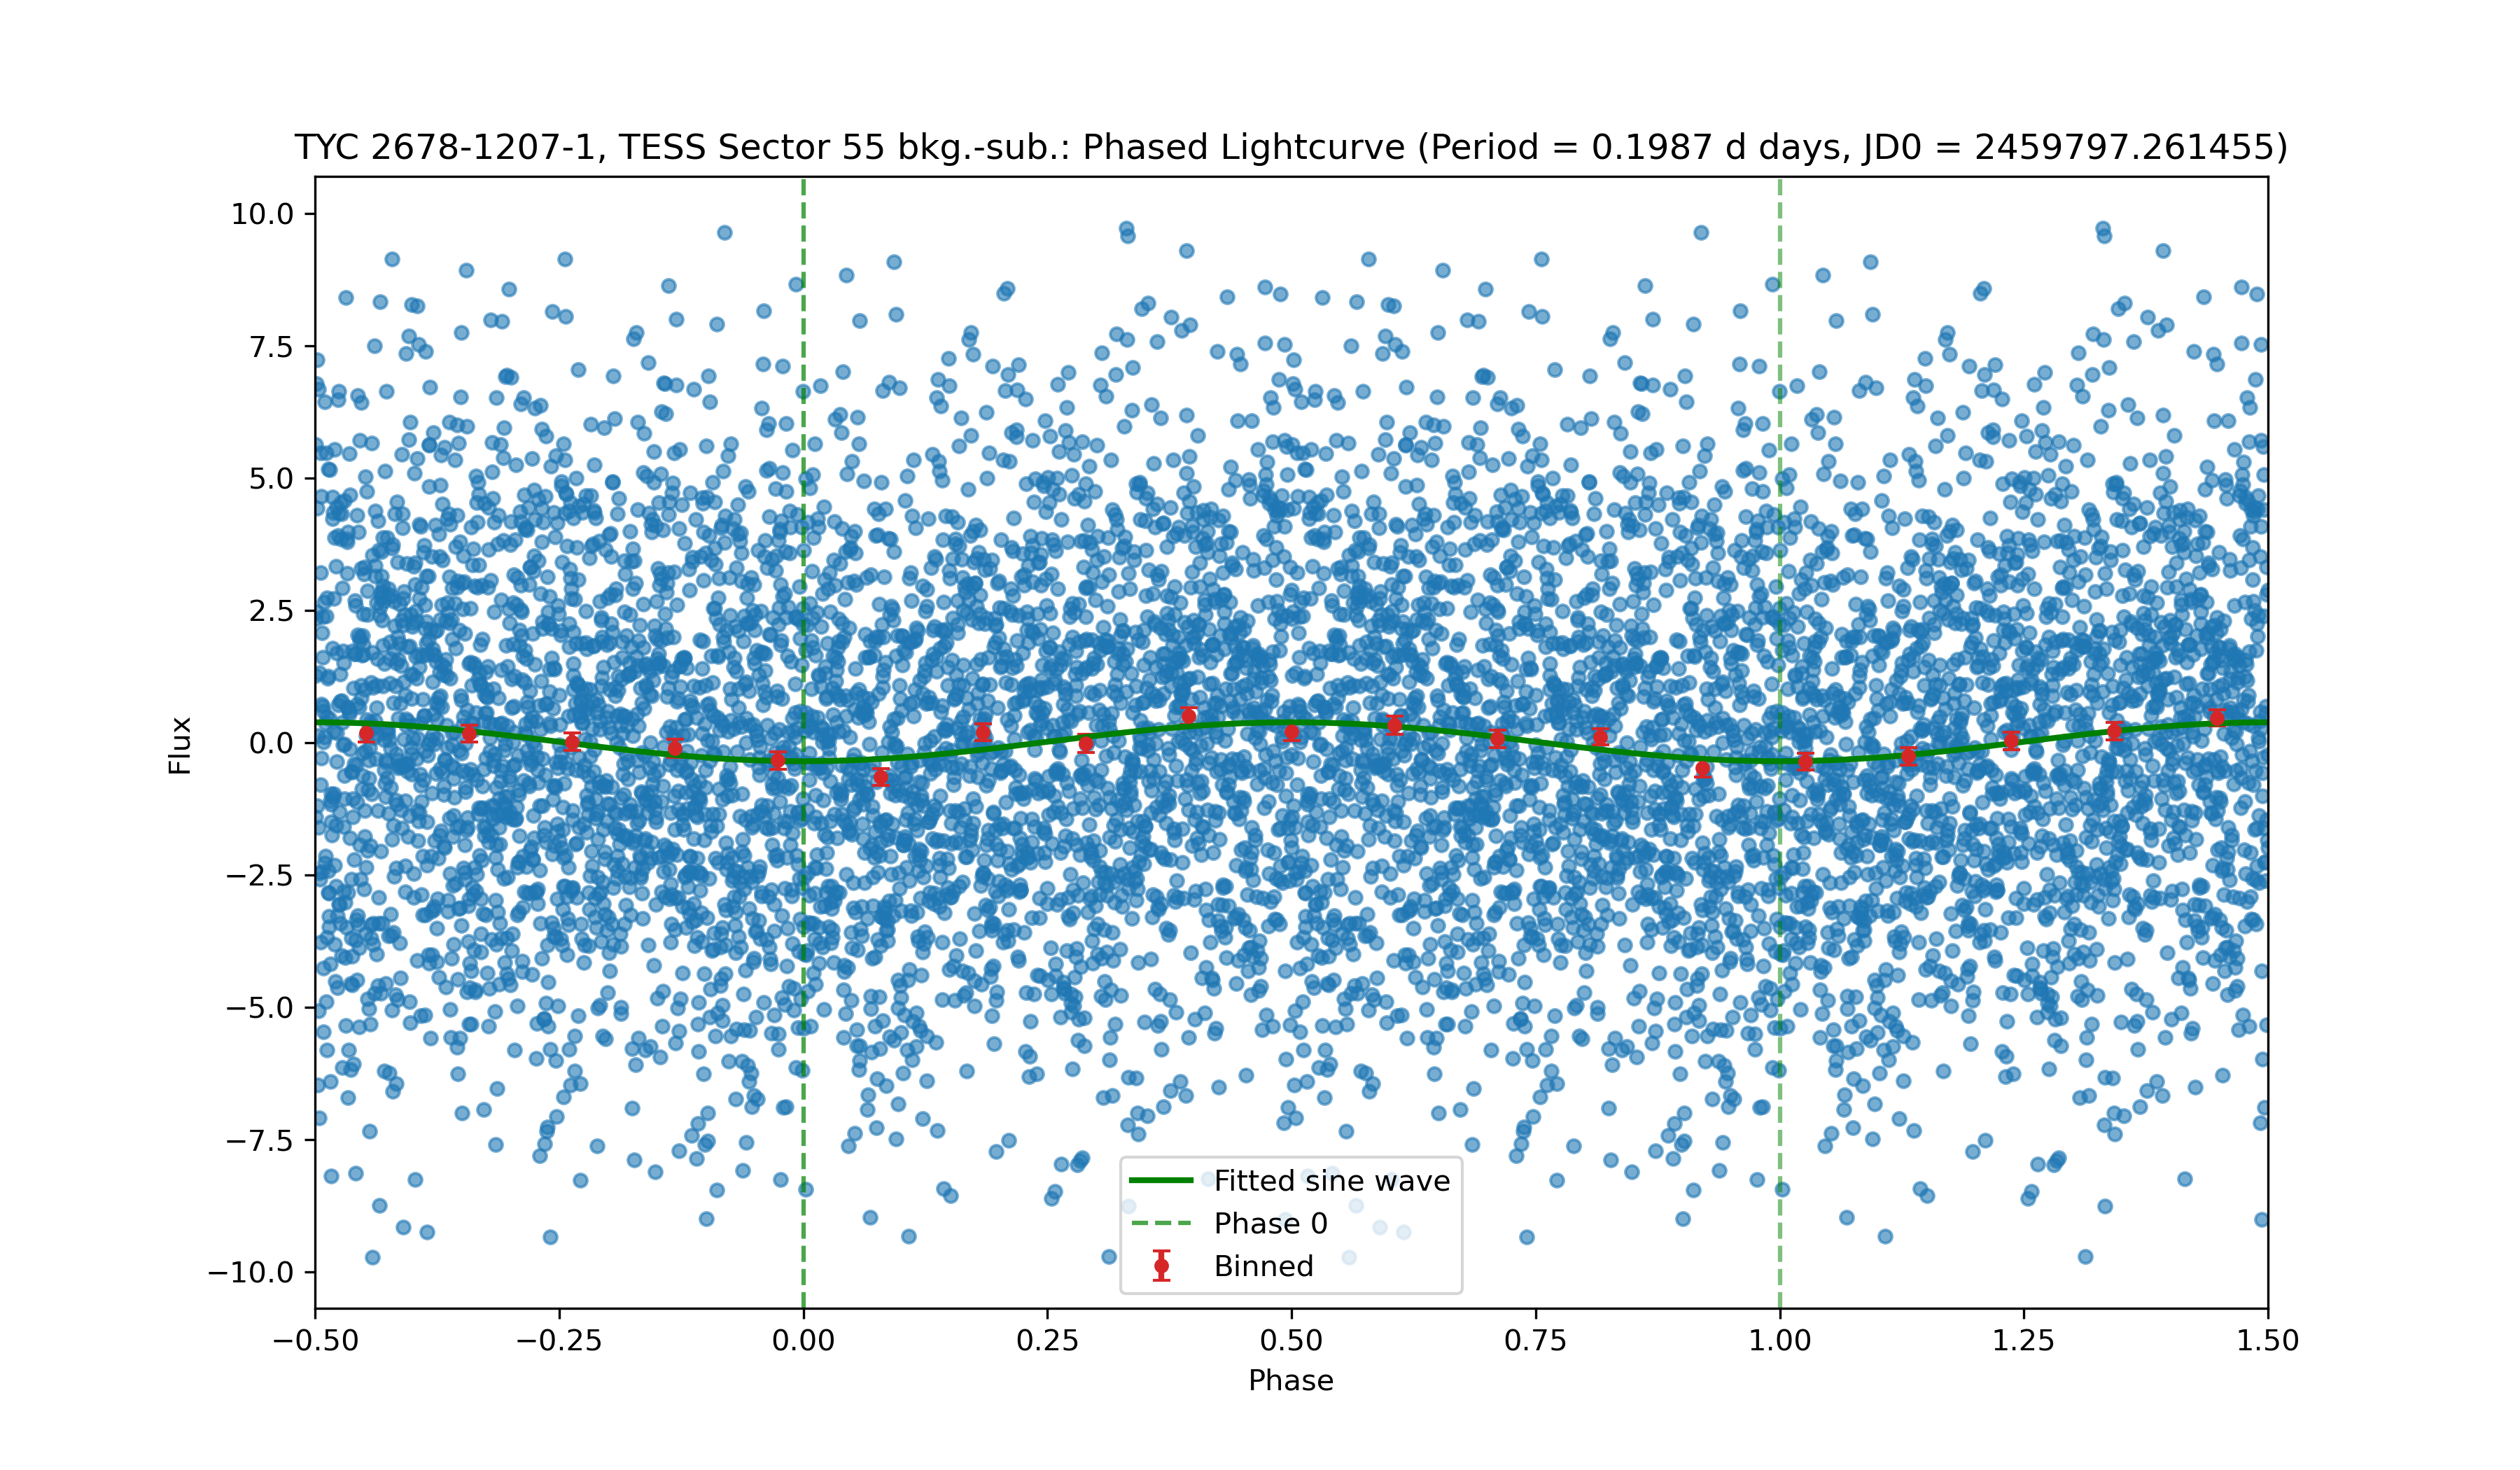 TYC 2678-1207-1, TESS Sector 55 bkg.-sub.: Phased Lightcurve (Period = 0.1987 d days, JD0 = 2459797.261455)
10.0
7.5
5.0
2.5
0.0
−2.5
−5.0
−7.5
−10.0
Flux
Fitted sine wave
Phase 0
Binned
−0.50 −0.25 0.00 0.25 0.50 0.75 1.00 1.25 1.50
Phase